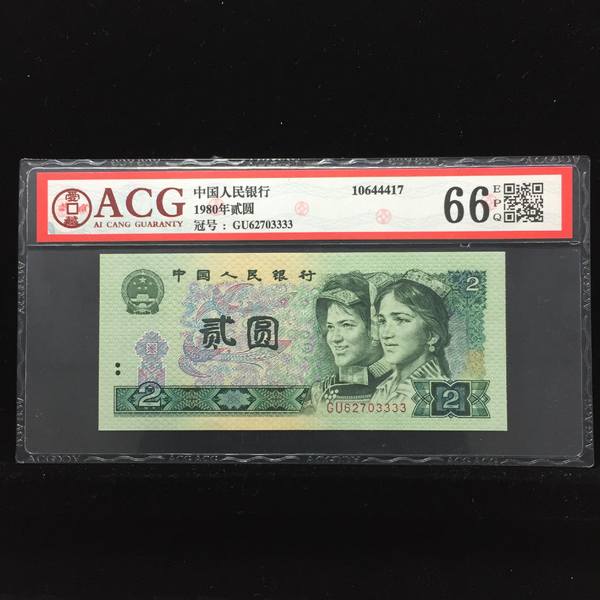 ACG
AI CANG GUARANTY
中国人民银行
1980年贰圆
冠号：GU62703333
10644417
66
EPQ
中国人民银行
贰圆
2
2
GU62703333
2